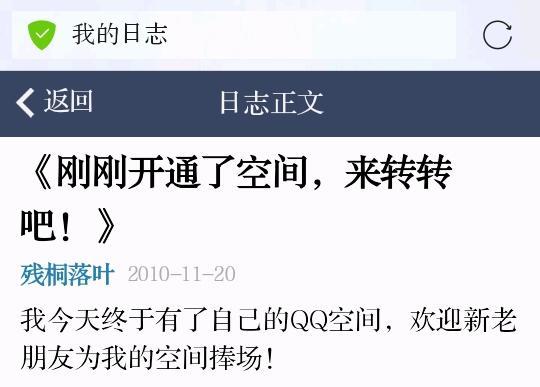 我的日志
返回 日志正文
《刚刚开通了空间，来转转
吧！》
残桐落叶 2010-11-20
我今天终于有了自己的QQ空间，欢迎新老
朋友为我的空间捧场！